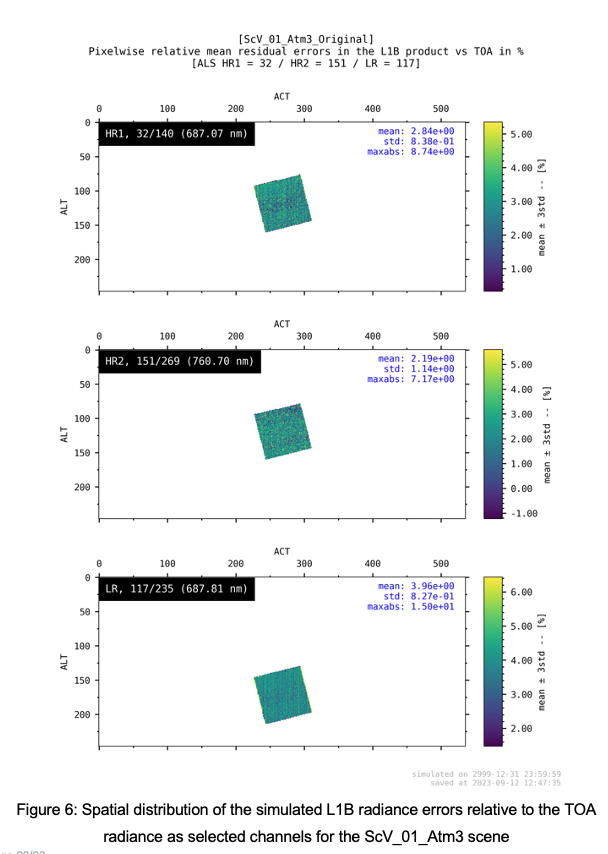 [ScV_01_Atm3_Original]
Pixelwise relative mean residual errors in the L1B product vs TOA in %
[ALS HR1 = 32 / HR2 = 151 / LR = 117]
ACT
0 100 200 300 400 500
HR1, 32/140 (687.07 nm)
mean: 2.84e+00
std: 8.38e-01
maxabs: 8.74e+00
0
50
100
150
200
ALT
5.00
4.00
3.00
2.00
1.00
mean ± 3std -- [%]
ACT
0 100 200 300 400 500
HR2, 151/269 (760.70 nm)
mean: 2.19e+00
std: 1.14e+00
maxabs: 7.17e+00
0
50
100
150
200
ALT
5.00
4.00
3.00
2.00
1.00
0.00
-1.00
mean ± 3std -- [%]
ACT
0 100 200 300 400 500
LR, 117/235 (687.81 nm)
mean: 3.96e+00
std: 8.27e-01
maxabs: 1.50e+01
0
50
100
150
200
ALT
6.00
5.00
4.00
3.00
2.00
mean ± 3std -- [%]
simulated on 2999-12-31 23:59:59
saved at 2023-09-12 12:47:35
Figure 6: Spatial distribution of the simulated L1B radiance errors relative to the TOA
radiance as selected channels for the ScV_01_Atm3 scene